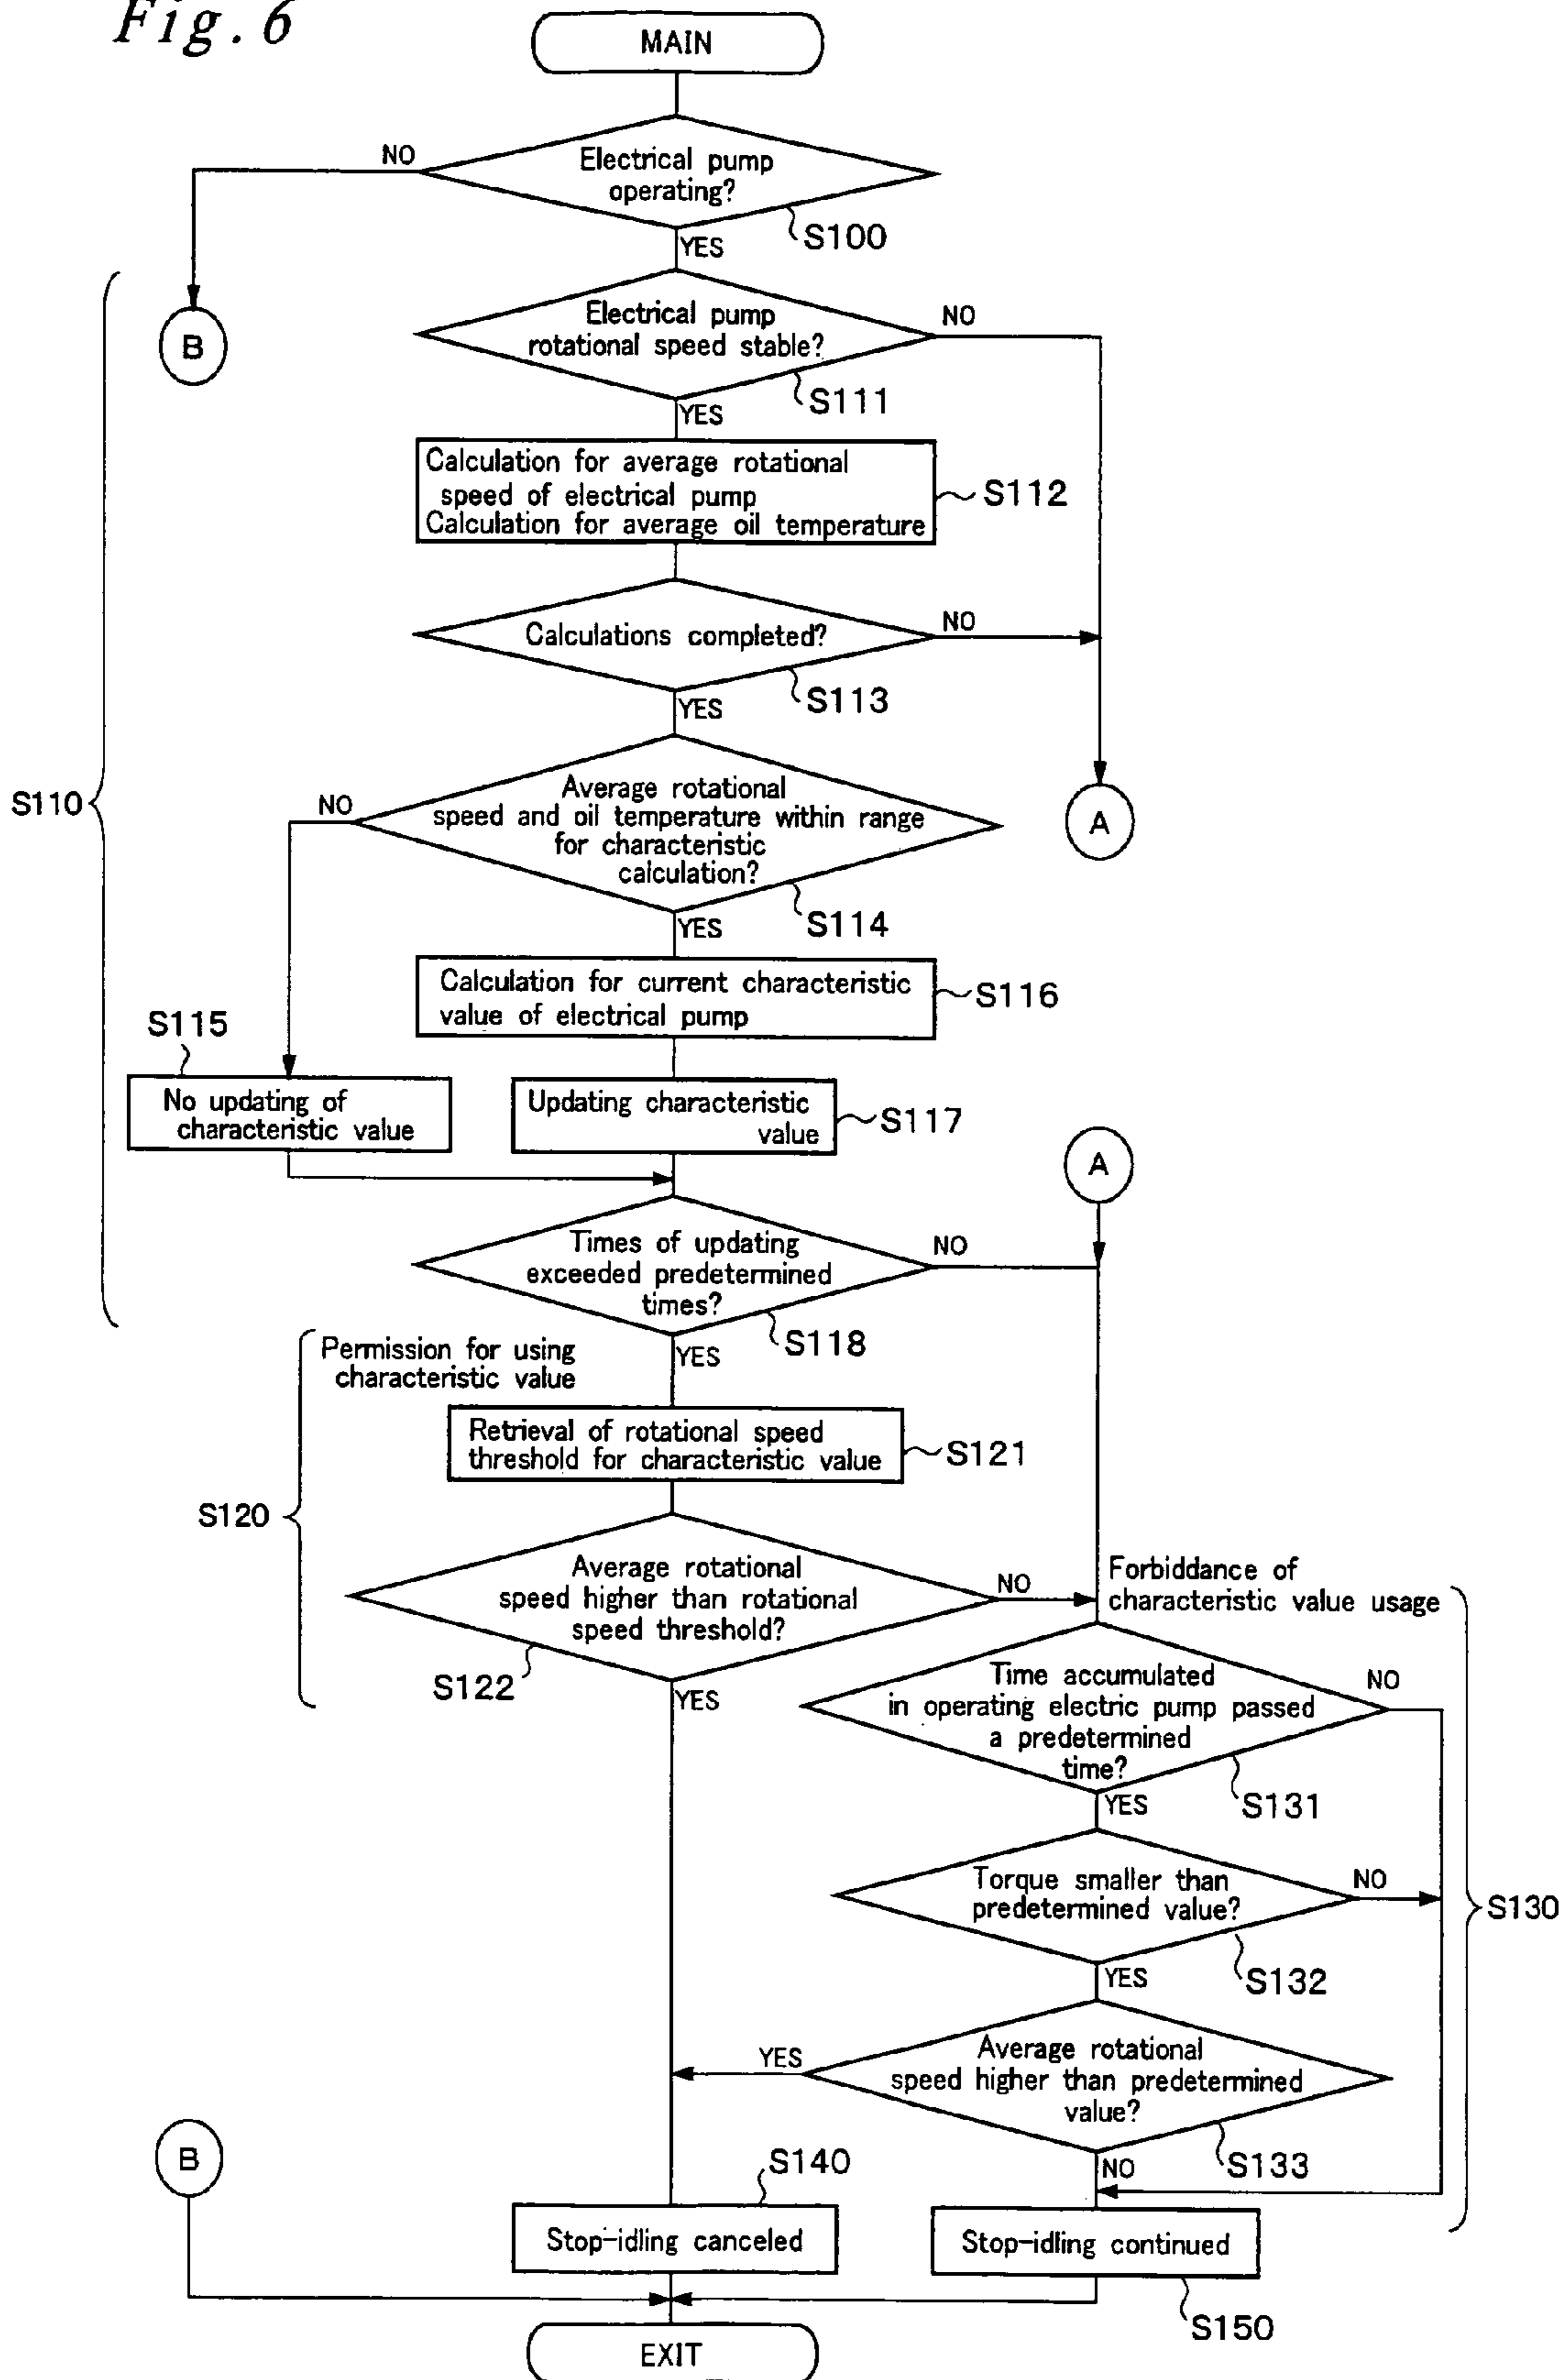 Fig. 6
MAIN
NO
Electrical pump
operating?
S100
YES
B
Electrical pump
rotational speed stable?
NO
S111
YES
Calculation for average rotational
speed of electrical pump
Calculation for average oil temperature
S112
Calculations completed?
NO
S113
YES
S110
NO
Average rotational
speed and oil temperature within range
for characteristic
calculation?
A
S114
YES
Calculation for current characteristic
value of electrical pump
S116
S115
No updating of
characteristic value
Updating characteristic
value
S117
A
Times of updating
exceeded predetermined
times?
NO
S118
YES
Permission for using
characteristic value
Retrieval of rotational speed
threshold for characteristic value
S121
S120
Average rotational
speed higher than rotational
speed threshold?
NO
S122
YES
Forbiddance of
characteristic value usage
Time accumulated
in operating electric pump passed
a predetermined
time?
NO
S131
YES
Torque smaller than
predetermined value?
NO
S130
S132
YES
Average rotational
speed higher than predetermined
value?
YES
S133
NO
B
S140
Stop-idling canceled
Stop-idling continued
S150
EXIT